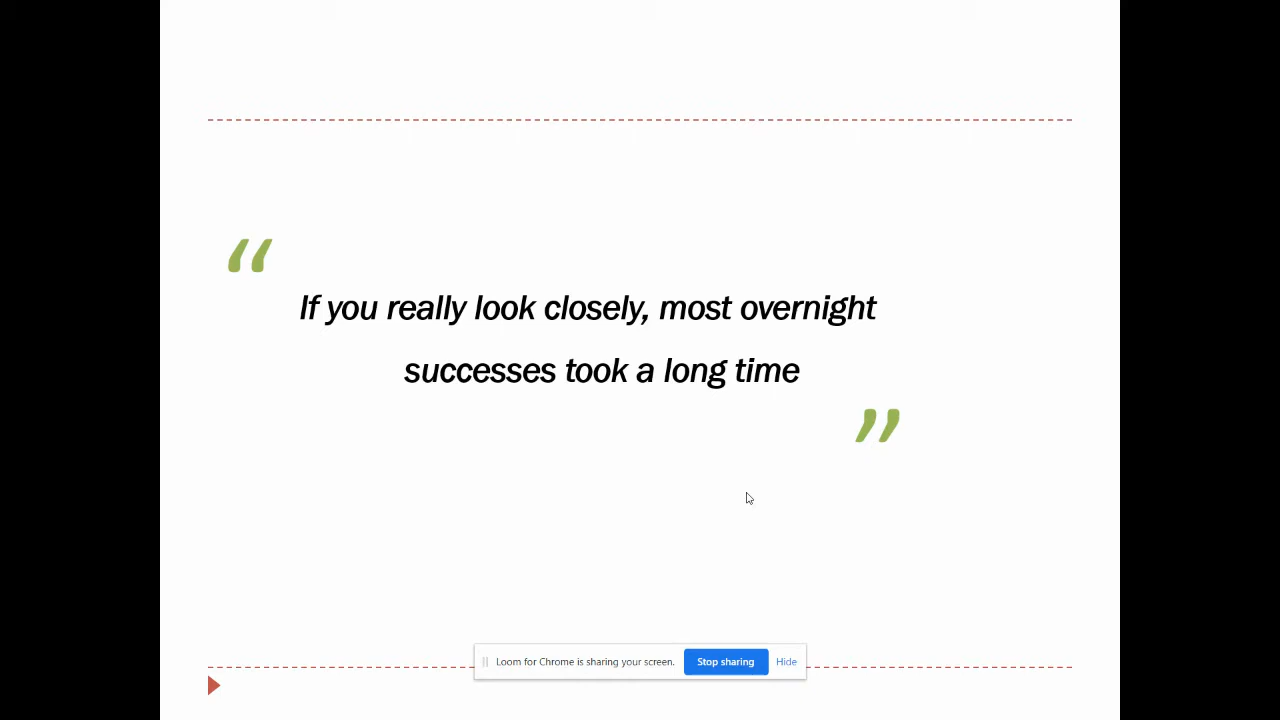 “
If you really look closely, most overnight
successes took a long time
”
Loom for Chrome is sharing your screen. Stop sharing Hide